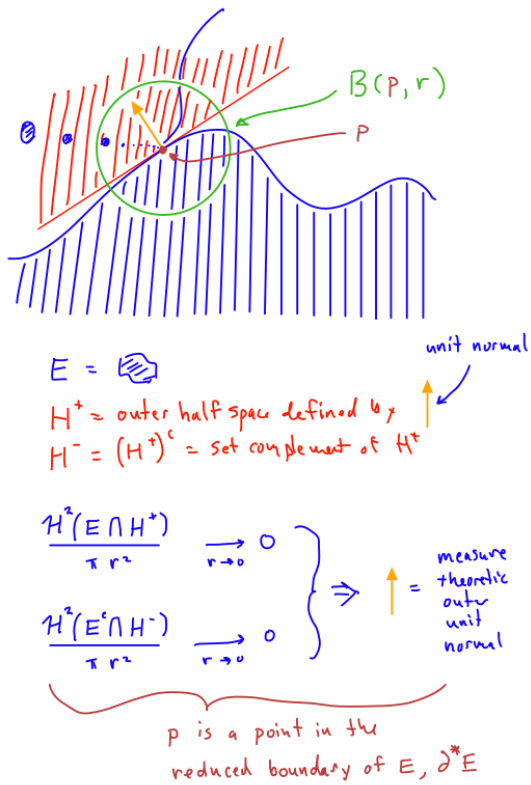 B(p,r)
p
unit normal
E =
H⁺ = outer half space defined by
H⁻ = (H⁺)ᶜ = set complement of H⁺
H²(E ∩ H⁺) / π r² → 0
r→0
H²(Eᶜ ∩ H⁻) / π r² → 0
r→0
⇒ ↑ = measure
theoretic
outer
unit
normal
p is a point in the
reduced boundary of E, ∂*E